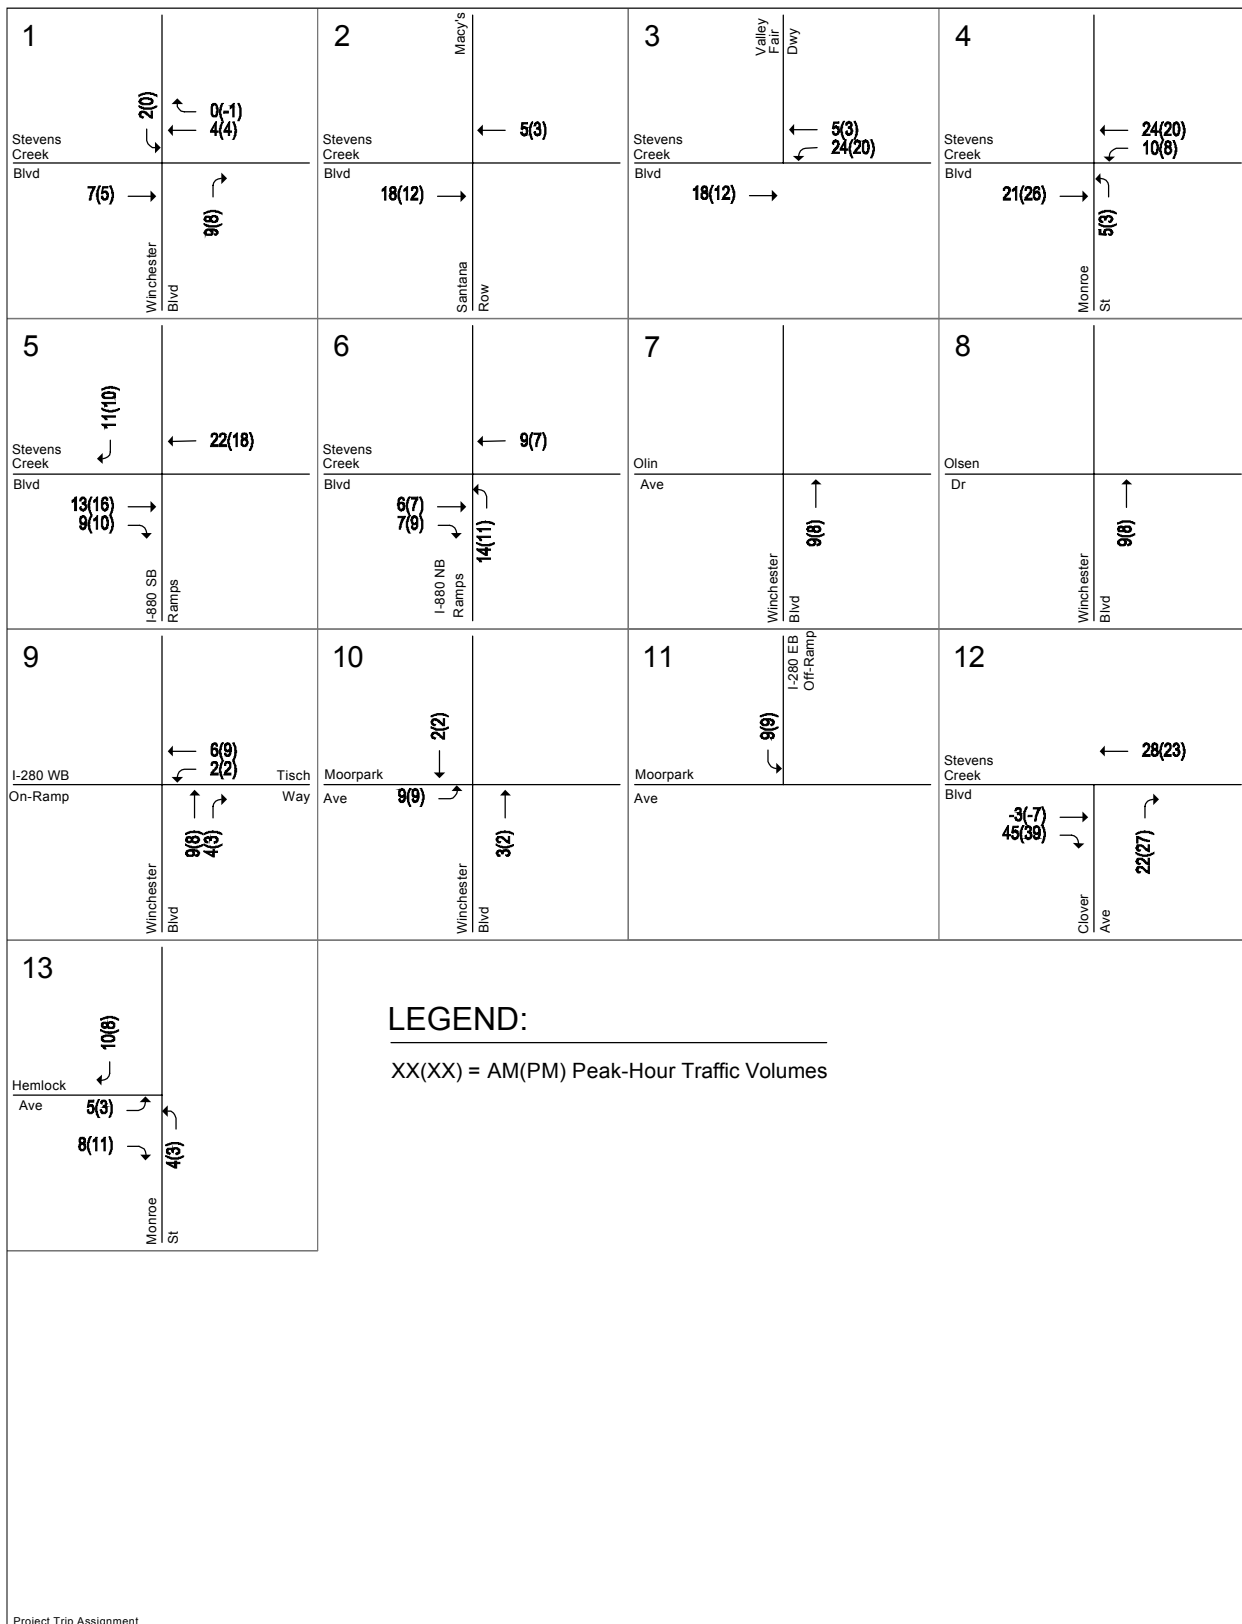 1
2(0)
0(-1)
4(4)
Stevens
Creek
Blvd
7(5)
9(8)
Winchester
Blvd
2
Macy's
5(3)
Stevens
Creek
Blvd
18(12)
Santana
Row
3
Valley
Fair
Dwy
5(3)
24(20)
Stevens
Creek
Blvd
18(12)
4
24(20)
10(8)
Stevens
Creek
Blvd
21(26)
5(3)
Monroe
St
5
11(10)
22(18)
Stevens
Creek
Blvd
13(16)
9(10)
I-880 SB
Ramps
6
9(7)
Stevens
Creek
Blvd
6(7)
7(9)
14(11)
I-880 NB
Ramps
7
Olin
Ave
9(8)
Winchester
Blvd
8
Olsen
Dr
9(8)
Winchester
Blvd
9
6(9)
2(2)
I-280 WB
On-Ramp
Tisch
Way
9(8)
4(3)
Winchester
Blvd
10
2(2)
Moorpark
Ave
9(9)
3(2)
Winchester
Blvd
11
I-280 EB
Off-Ramp
9(9)
Moorpark
Ave
12
28(23)
Stevens
Creek
Blvd
-3(-7)
45(39)
22(27)
Clover
Ave
13
10(8)
Hemlock
Ave
5(3)
8(11)
4(3)
Monroe
St
LEGEND:
XX(XX) = AM(PM) Peak-Hour Traffic Volumes
Project Trip Assignment